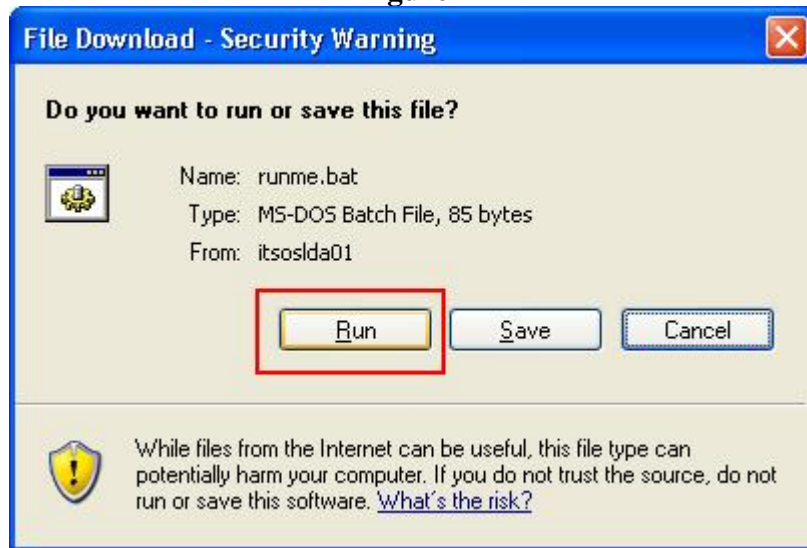 File Download - Security Warning
Do you want to run or save this file?
Name: runme.bat
Type: MS-DOS Batch File, 85 bytes
From: itsoslda01
Run Save Cancel
While files from the Internet can be useful, this file type can
potentially harm your computer. If you do not trust the source, do not
run or save this software. What's the risk?